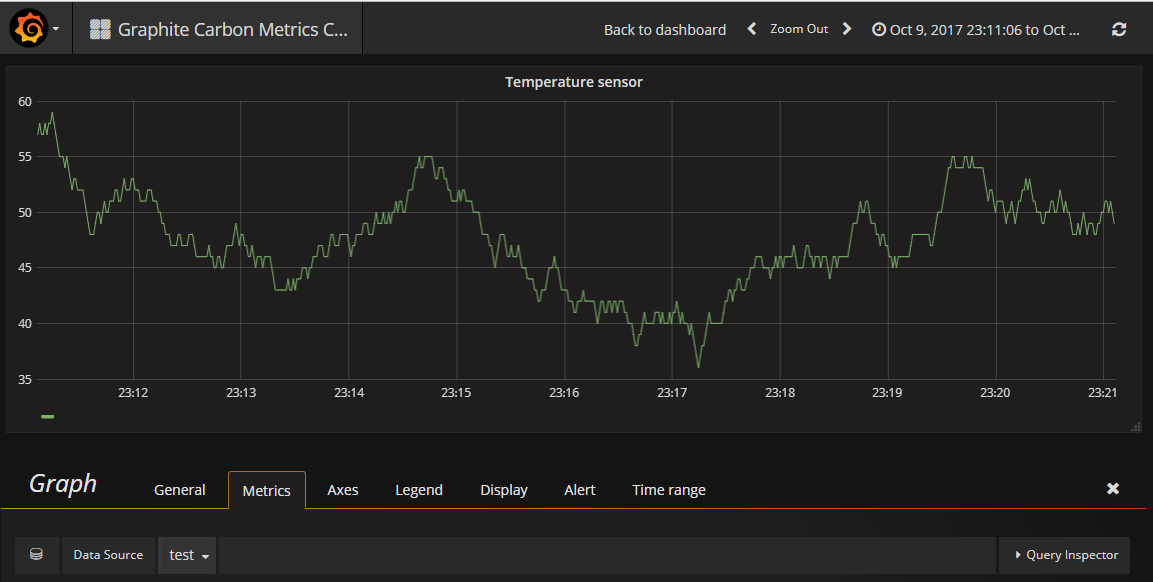 Graphite Carbon Metrics C... Back to dashboard Zoom Out Oct 9, 2017 23:11:06 to Oct ...
Temperature sensor
60
55
50
45
40
35
23:12 23:13 23:14 23:15 23:16 23:17 23:18 23:19 23:20 23:21
Graph General Metrics Axes Legend Display Alert Time range
Data Source test Query Inspector